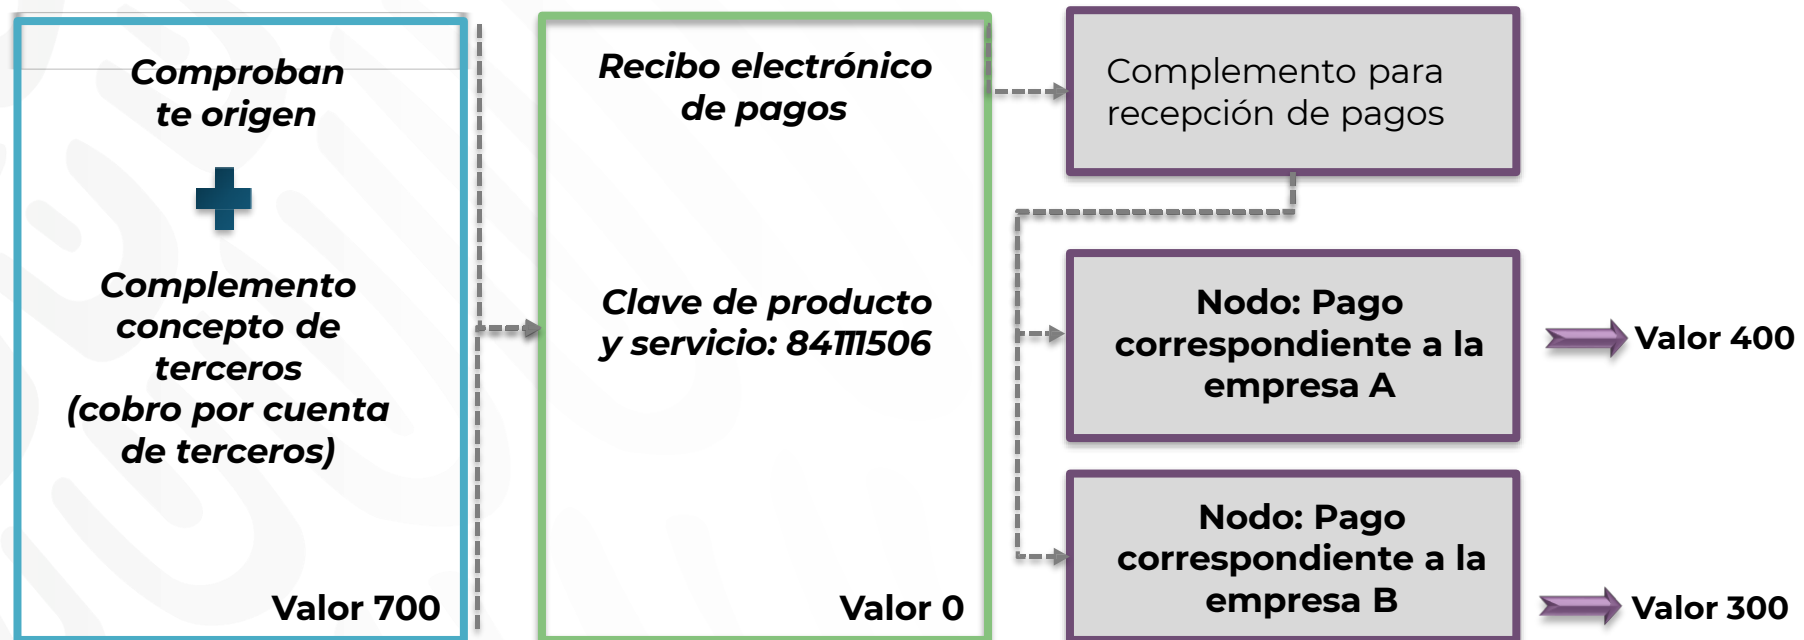 Comproban
te origen
Complemento
concepto de
terceros
(cobro por cuenta
de terceros)
Valor 700
Recibo electrónico
de pagos
Clave de producto
y servicio: 84111506
Valor 0
Complemento para
recepción de pagos
Nodo: Pago
correspondiente a la
empresa A
Valor 400
Nodo: Pago
correspondiente a la
empresa B
Valor 300